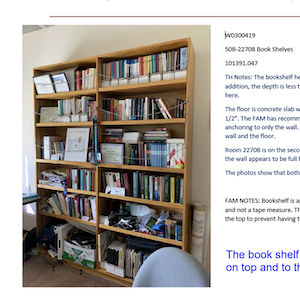 W0300419
50B-2270B Book Shelves
101391.047
TH Notes: The bookshelf he
addition, the depth is less t
here.
The floor is concrete slab w
1/2". The FAM has recomm
anchoring to only the wall.
wall and the floor.
Room 2270B is on the secon
the wall appears to be full h
The photos show that both
FAM NOTES: Bookshelf is a
and not a tape measure. Th
the top to prevent having t
The book shelf
on top and to th